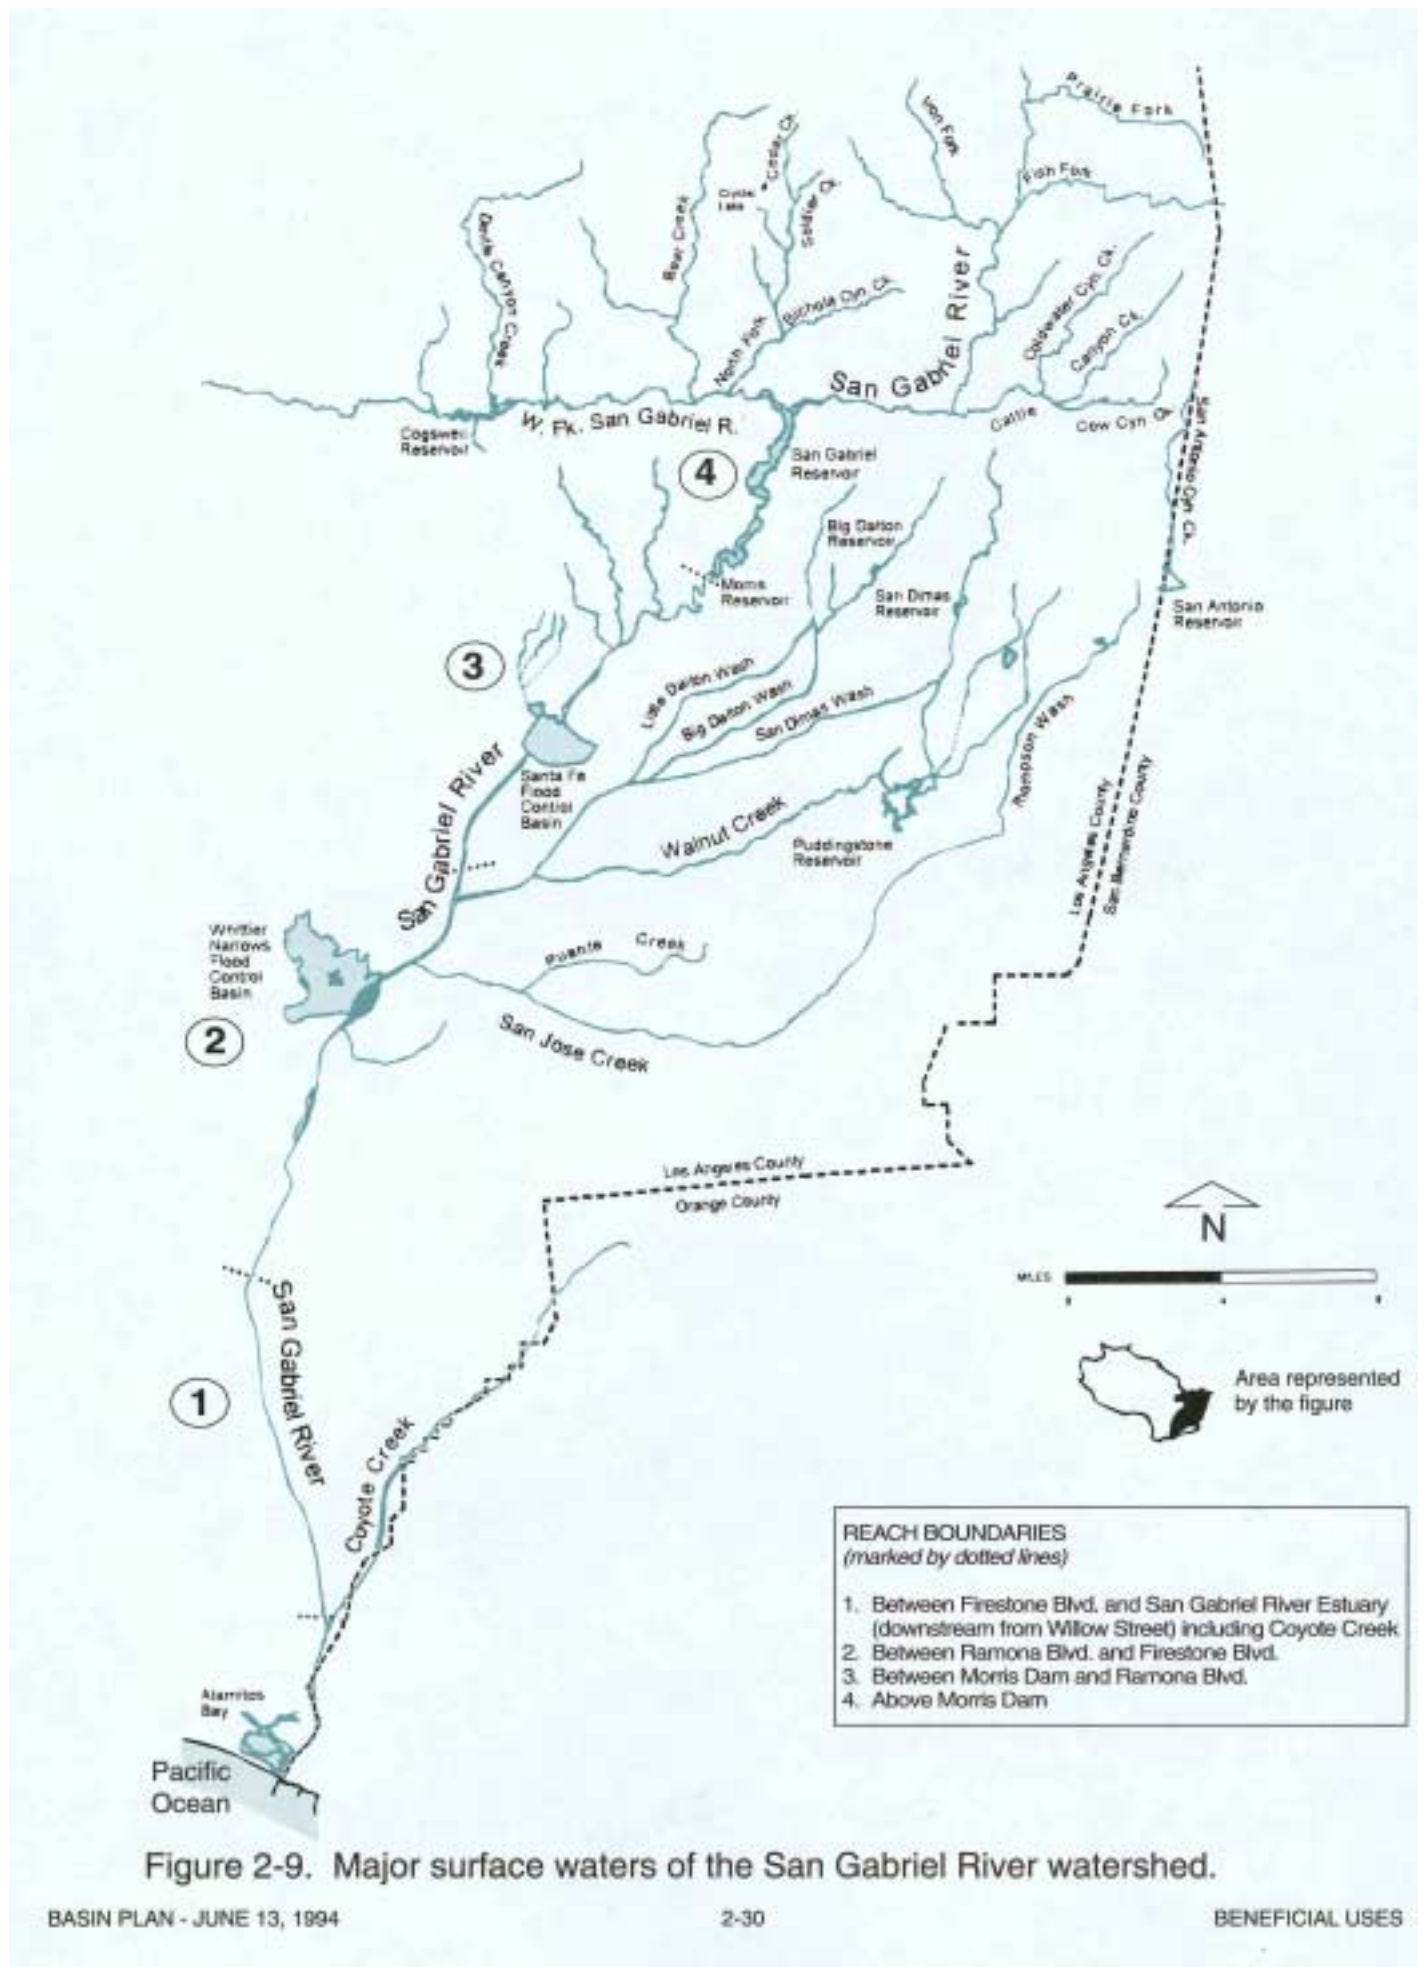 Prairie Fork
Iron Fork
Fish Fork
Cedar Ck.
Crystal
Lake
Soldier Ck.
Bear Creek
Devils Canyon Creek
Bichota Cyn. Ck.
North Fork
San Gabriel River
Coldwater Cyn. Ck.
Canyon Ck.
Cattle
Cow Cyn Ck.
San Antonio Cyn Ck.
W. Fk. San Gabriel R.
Cogswell
Reservoir
4
San Gabriel
Reservoir
Big Dalton
Reservoir
Morris
Reservoir
San Dimas
Reservoir
San Antonio
Reservoir
3
Little Dalton Wash
Big Dalton Wash
San Dimas Wash
Thompson Wash
San Gabriel River
Santa Fe
Flood
Control
Basin
Walnut Creek
Puddingstone
Reservoir
Los Angeles County
San Bernardino County
Whittier
Narrows
Flood
Control
Basin
Puente Creek
2
San Jose Creek
Los Angeles County
Orange County
N
MILES
0 4 8
San Gabriel River
1
Coyote Creek
Area represented
by the figure
REACH BOUNDARIES
(marked by dotted lines)
1. Between Firestone Blvd. and San Gabriel River Estuary
(downstream from Willow Street) including Coyote Creek
2. Between Ramona Blvd. and Firestone Blvd.
3. Between Morris Dam and Ramona Blvd.
4. Above Morris Dam
Alamitos
Bay
Pacific
Ocean
Figure 2-9. Major surface waters of the San Gabriel River watershed.
BASIN PLAN - JUNE 13, 1994
2-30
BENEFICIAL USES